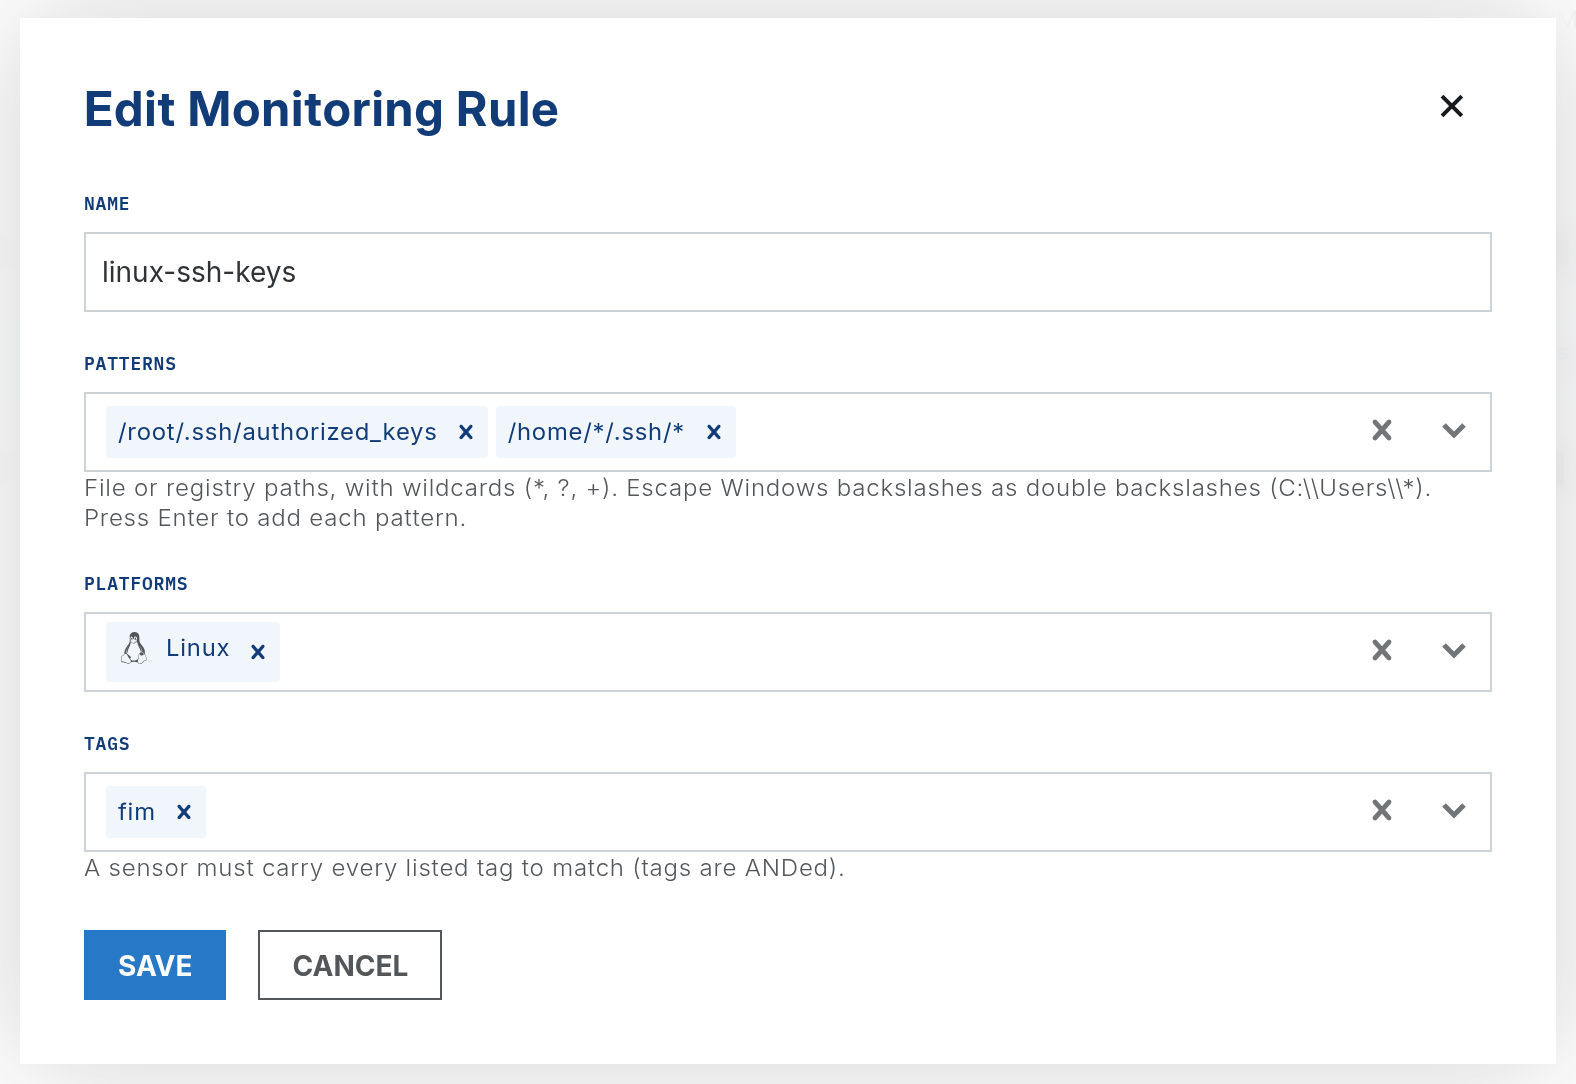 Edit Monitoring Rule
NAME
linux-ssh-keys
PATTERNS
/root/.ssh/authorized_keys /home/*/.ssh/*
File or registry paths, with wildcards (*, ?, +). Escape Windows backslashes as double backslashes (C:\\Users\\*).
Press Enter to add each pattern.
PLATFORMS
Linux
TAGS
fim
A sensor must carry every listed tag to match (tags are ANDed).
SAVE CANCEL